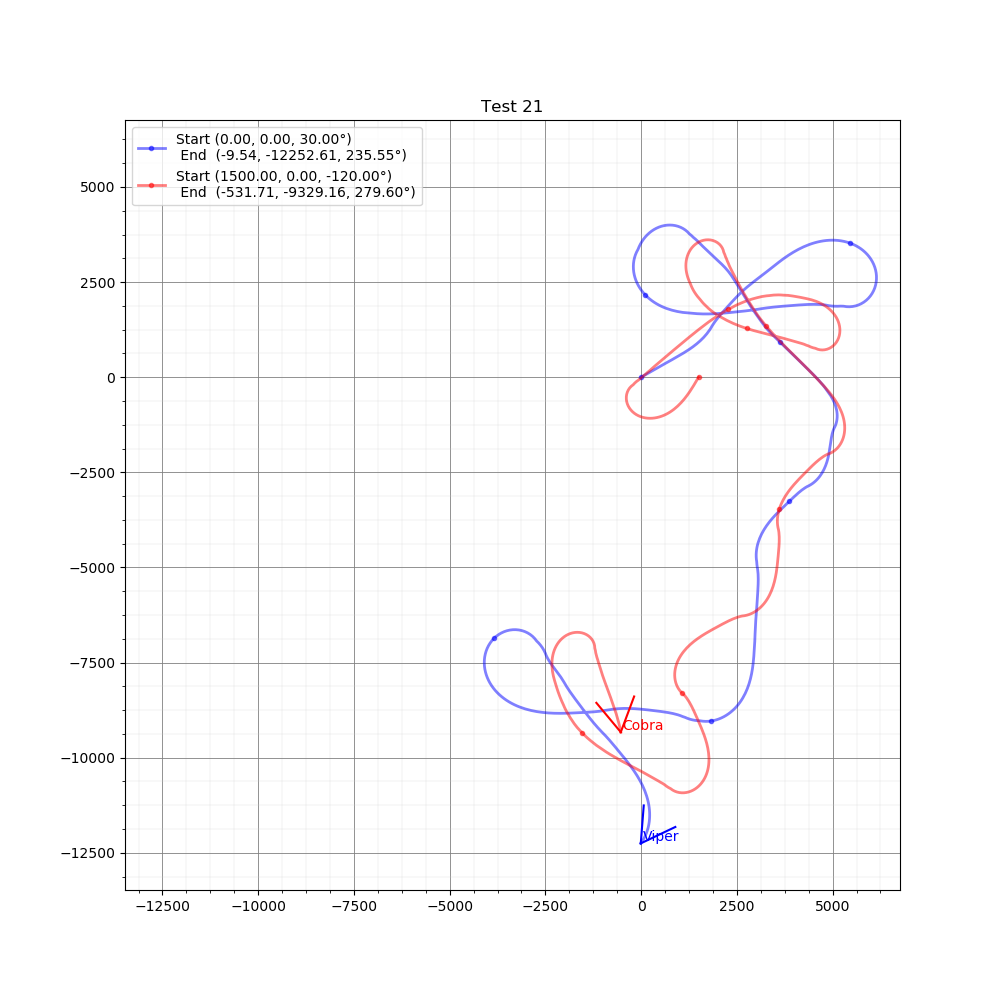 Test 21
Start (0.00, 0.00, 30.00°)
End  (-9.54, -12252.61, 235.55°)
Start (1500.00, 0.00, -120.00°)
End  (-531.71, -9329.16, 279.60°)
5000
2500
0
−2500
−5000
−7500
−10000
−12500
Cobra
Viper
−12500 −10000 −7500 −5000 −2500 0 2500 5000